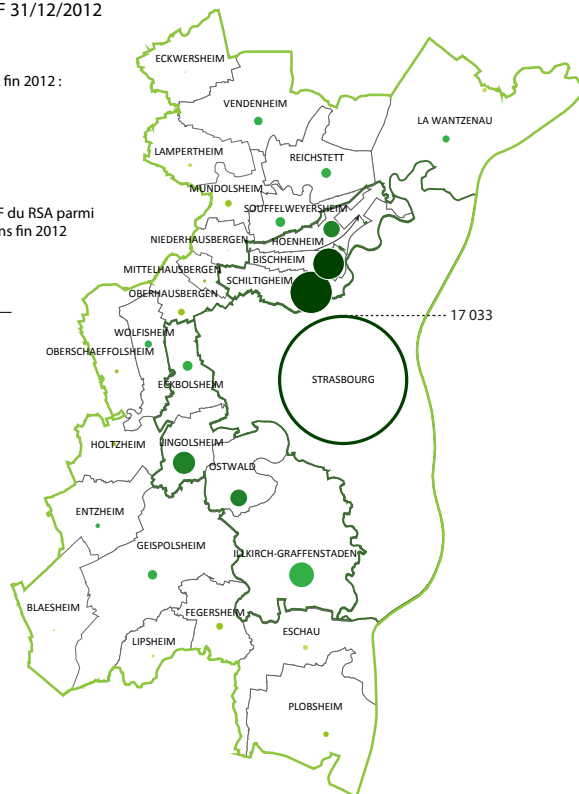 F 31/12/2012
fin 2012 :
F du RSA parmi
ns fin 2012
ECKWERSHEIM
VENDENHEIM
LA WANTZENAU
LAMPERTHEIM
REICHSTETT
MUNDOLSHEIM
SOUFFELWEYERSHEIM
NIEDERHAUSBERGEN
HOENHEIM
BISCHHEIM
MITTELHAUSBERGEN
SCHILTIGHEIM
OBERHAUSBERGEN
17 033
WOLFISHEIM
OBERSCHAEFFOLSHEIM
STRASBOURG
ECKBOLSHEIM
HOLTZHEIM
LINGOLSHEIM
OSTWALD
ENTZHEIM
GEISPOLSHEIM
ILLKIRCH-GRAFFENSTADEN
BLAESHEIM
FEGERSHEIM
LIPSHEIM
ESCHAU
PLOBSHEIM